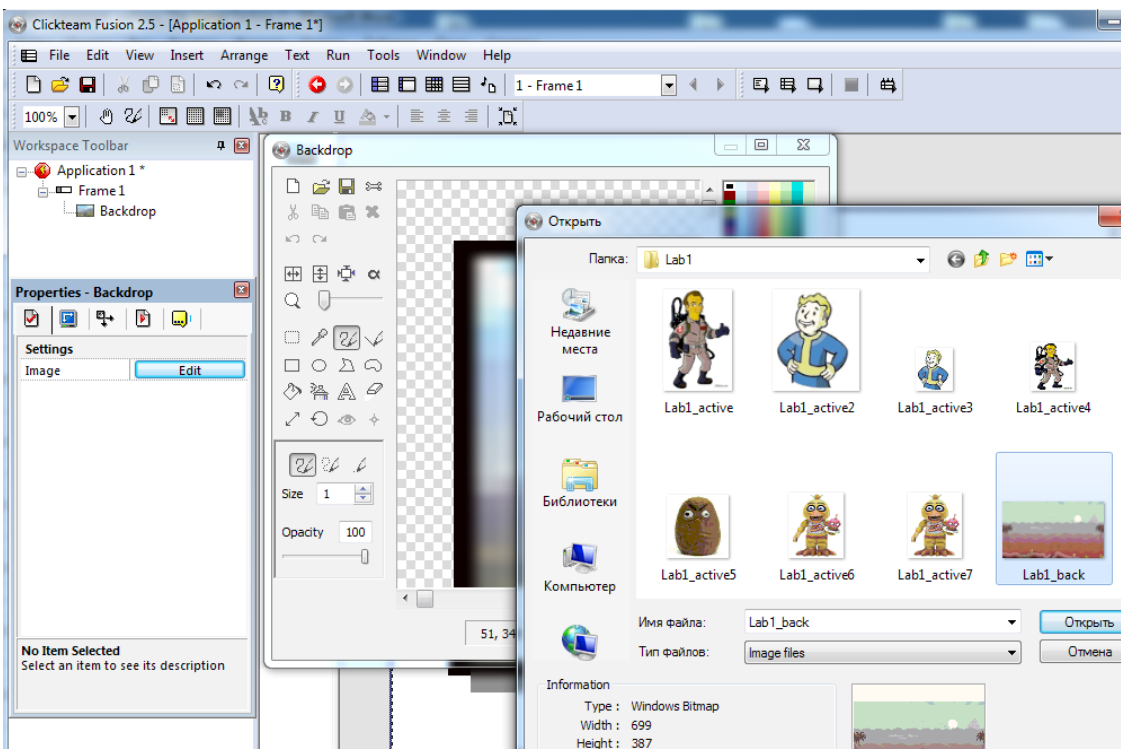 Clickteam Fusion 2.5 - [Application 1 - Frame 1*]
File Edit View Insert Arrange Text Run Tools Window Help
1 - Frame 1
100%
B I U
Workspace Toolbar
Application 1 *
Frame 1
Backdrop
Properties - Backdrop
Settings
Image Edit
No Item Selected
Select an item to see its description
Backdrop
Size 1
Opacity 100
51, 34
Открыть
Папка: Lab1
Недавние места
Рабочий стол
Библиотеки
Компьютер
Lab1_active Lab1_active2 Lab1_active3 Lab1_active4
Lab1_active5 Lab1_active6 Lab1_active7 Lab1_back
Имя файла: Lab1_back Открыть
Тип файлов: Image files Отмена
Information
Type : Windows Bitmap
Width : 699
Height : 387